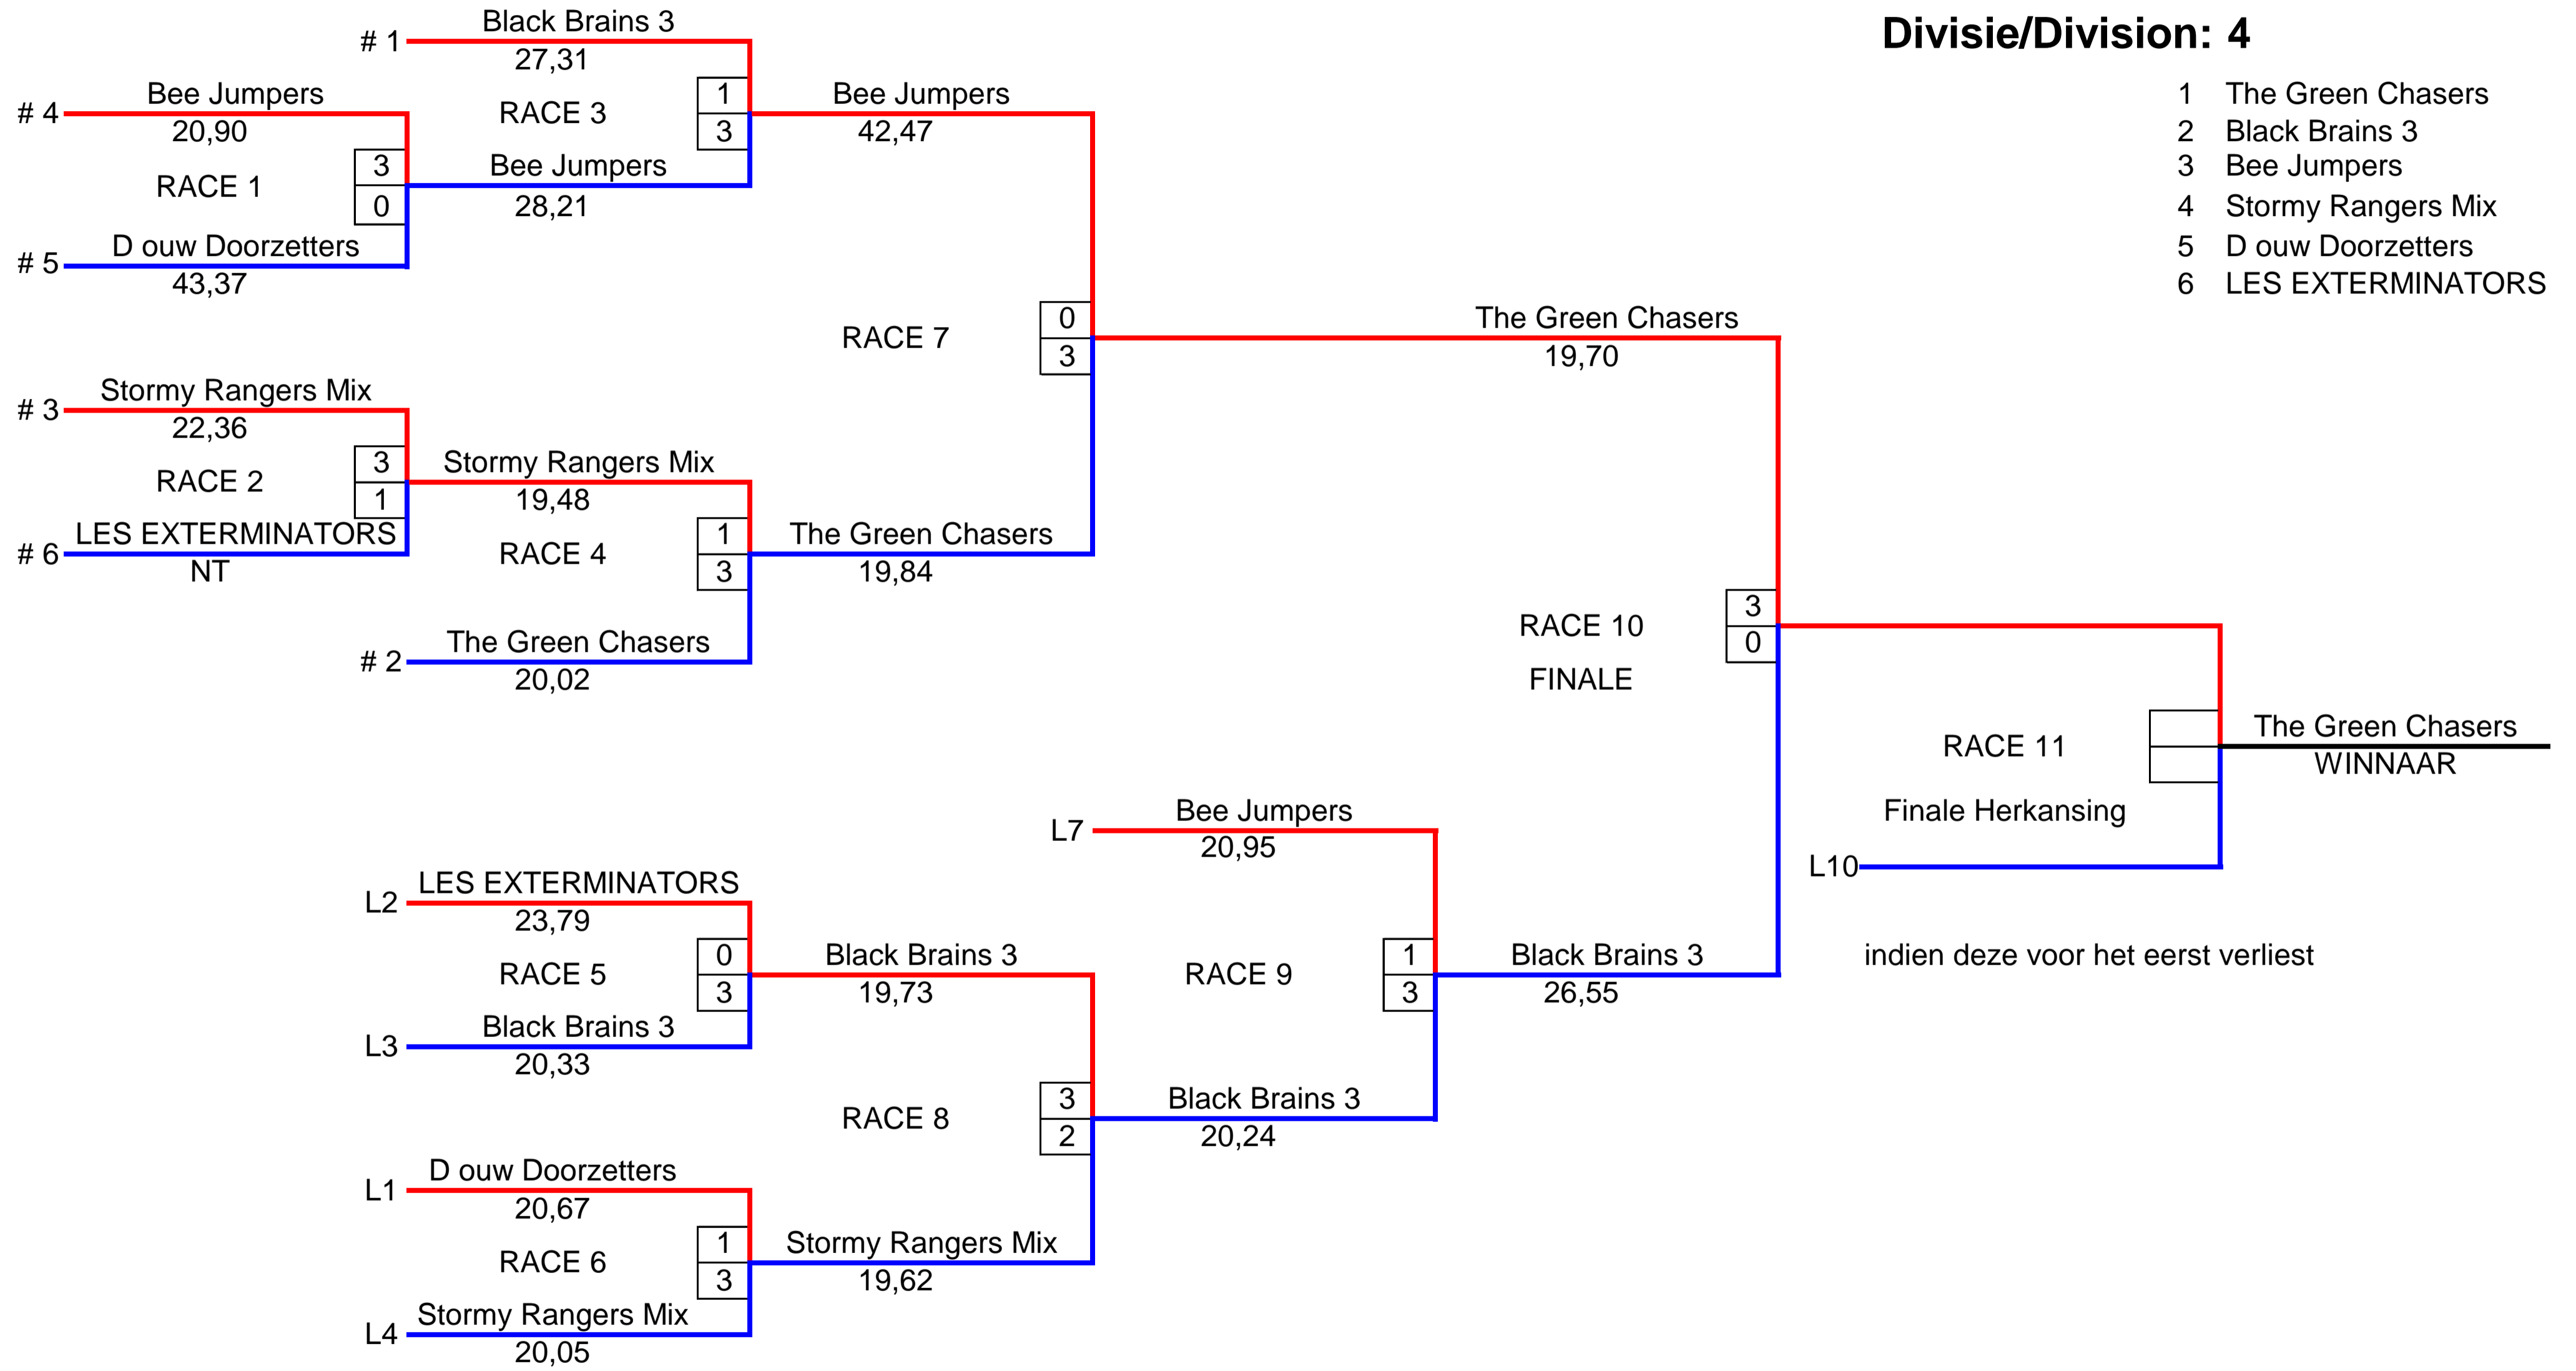 Divisie/Division: 4
1 The Green Chasers
2 Black Brains 3
3 Bee Jumpers
4 Stormy Rangers Mix
5 D ouw Doorzetters
6 LES EXTERMINATORS
# 1
Black Brains 3
27,31
RACE 3
1
3
Bee Jumpers
28,21
# 4
Bee Jumpers
20,90
RACE 1
3
0
# 5
D ouw Doorzetters
43,37
Bee Jumpers
42,47
RACE 7
0
3
# 3
Stormy Rangers Mix
22,36
RACE 2
3
1
# 6
LES EXTERMINATORS
NT
Stormy Rangers Mix
19,48
RACE 4
1
3
# 2
The Green Chasers
20,02
The Green Chasers
19,84
The Green Chasers
19,70
RACE 10
FINALE
3
0
RACE 11
Finale Herkansing
L10
The Green Chasers
WINNAAR
indien deze voor het eerst verliest
L7
Bee Jumpers
20,95
RACE 9
1
3
Black Brains 3
26,55
L2
LES EXTERMINATORS
23,79
RACE 5
0
3
L3
Black Brains 3
20,33
Black Brains 3
19,73
RACE 8
3
2
Black Brains 3
20,24
L1
D ouw Doorzetters
20,67
RACE 6
1
3
L4
Stormy Rangers Mix
20,05
Stormy Rangers Mix
19,62